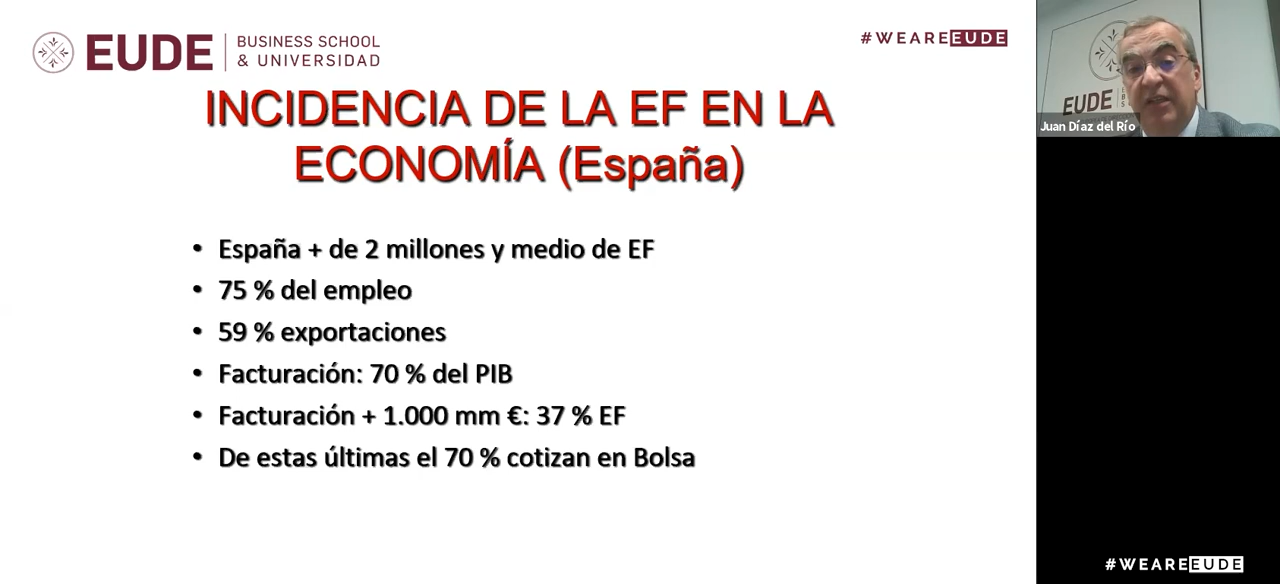 EUDE
BUSINESS SCHOOL
& UNIVERSIDAD
#WEAREEUDE
INCIDENCIA DE LA EF EN LA
ECONOMÍA (España)
• España + de 2 millones y medio de EF
• 75 % del empleo
• 59 % exportaciones
• Facturación: 70 % del PIB
• Facturación + 1.000 mm €: 37 % EF
• De estas últimas el 70 % cotizan en Bolsa
EUDE
Juan Díaz del Río
#WEAREEUDE